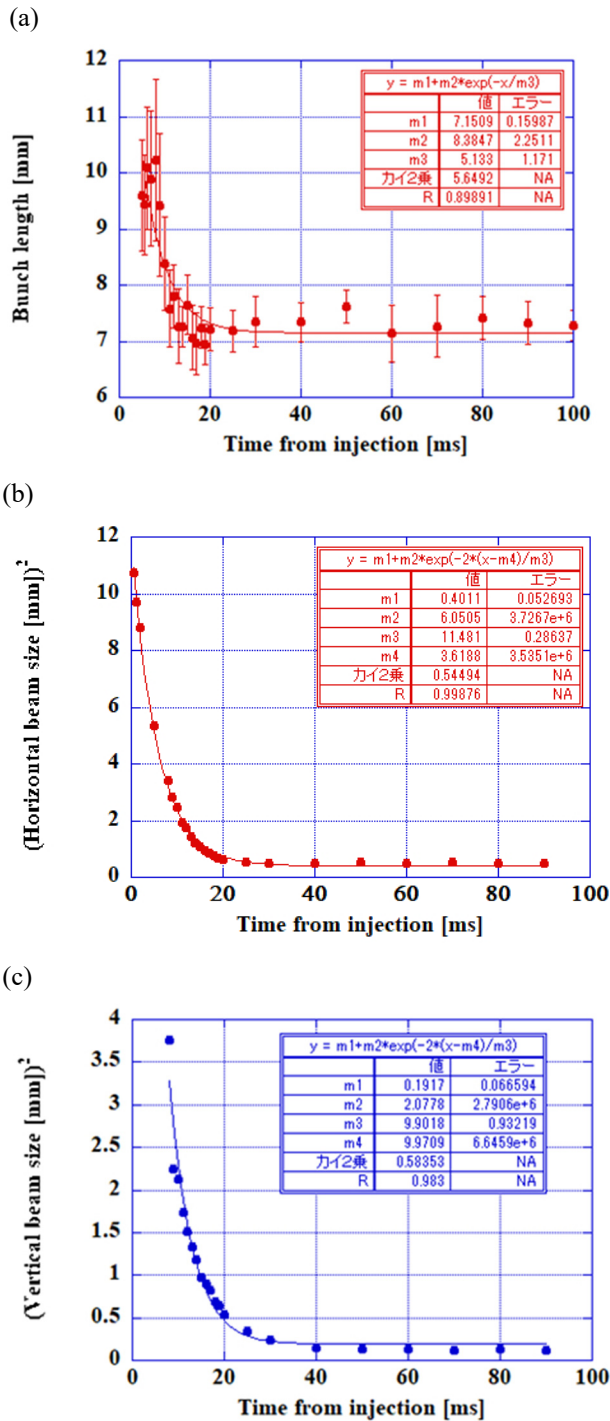 (a)
12
11
10
9
8
7
6
Buuch length [mm]
y = m1+m2*exp(-x/m3)
値 エラー
m1 7.1509 0.15987
m2 8.3847 2.2511
m3 5.133 1.171
カイ2乗 5.6492 NA
R 0.89891 NA
0 20 40 60 80 100
Time from injection [ms]
(b)
12
10
8
6
4
2
0
(Horizontal beam size [mm])²
y = m1+m2*exp(-2*(x-m4)/m3)
値 エラー
m1 0.4011 0.052693
m2 6.0505 3.7267e+6
m3 11.481 0.28637
m4 3.6188 3.5351e+6
カイ2乗 0.54494 NA
R 0.99876 NA
0 20 40 60 80 100
Time from injection [ms]
(c)
4
3.5
3
2.5
2
1.5
1
0.5
0
(Vertical beam size [mm])²
y = m1+m2*exp(-2*(x-m4)/m3)
値 エラー
m1 0.1917 0.066594
m2 2.0778 2.7906e+6
m3 9.9018 0.93219
m4 9.9709 6.6459e+6
カイ2乗 0.58353 NA
R 0.983 NA
0 20 40 60 80 100
Time from injection [ms]